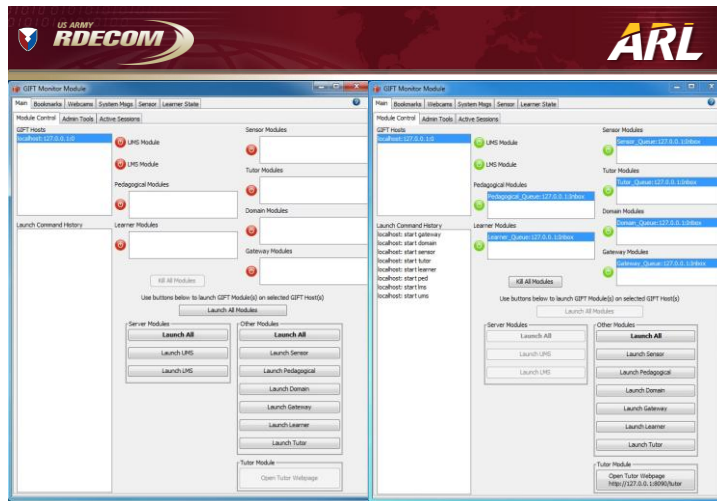 US ARMY
RDECOM
ARL
GIFT Monitor Module
Main Bookmarks Webcams System Msgs Sensor Learner State
Module Control Admin Tools Active Sessions
GIFT Hosts
localhost:127.0.0.1:0
UMS Module
LMS Module
Pedagogical Modules
Learner Modules
Sensor Modules
Tutor Modules
Domain Modules
Gateway Modules
Launch Command History
Kill All Modules
Use buttons below to launch GIFT Module(s) on selected GIFT Host(s)
Launch All Modules
Server Modules
Launch All
Launch UMS
Launch LMS
Other Modules
Launch All
Launch Sensor
Launch Pedagogical
Launch Domain
Launch Gateway
Launch Learner
Launch Tutor
Tutor Module
Open Tutor Webpage
GIFT Monitor Module
Main Bookmarks Webcams System Msgs Sensor Learner State
Module Control Admin Tools Active Sessions
GIFT Hosts
localhost:127.0.0.1:0
UMS Module
LMS Module
Pedagogical Modules
Pedagogical_Queue:127.0.0.1:Inbox
Learner Modules
Learner_Queue:127.0.0.1:Inbox
Sensor Modules
Sensor_Queue:127.0.0.1:Inbox
Tutor Modules
Tutor_Queue:127.0.0.1:Inbox
Domain Modules
Domain_Queue:127.0.0.1:Inbox
Gateway Modules
Gateway_Queue:127.0.0.1:Inbox
Launch Command History
localhost: start gateway
localhost: start domain
localhost: start sensor
localhost: start tutor
localhost: start learner
localhost: start ped
localhost: start lms
localhost: start ums
Kill All Modules
Use buttons below to launch GIFT Module(s) on selected GIFT Host(s)
Launch All Modules
Server Modules
Launch All
Launch UMS
Launch LMS
Other Modules
Launch All
Launch Sensor
Launch Pedagogical
Launch Domain
Launch Gateway
Launch Learner
Launch Tutor
Tutor Module
Open Tutor Webpage
http://127.0.0.1:8090/tutor